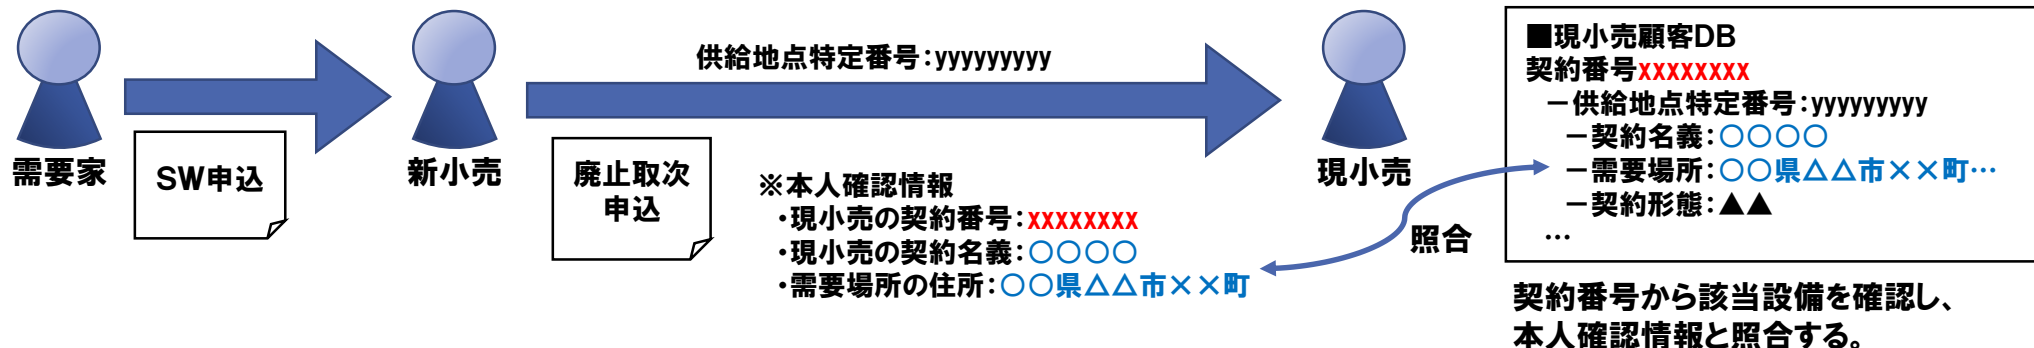 需要家
SW申込
新小売
供給地点特定番号:yyyyyyyyy
廃止取次
申込
※本人確認情報
・現小売の契約番号:xxxxxxxx
・現小売の契約名義:○○○○
・需要場所の住所:○○県△△市××町
現小売
照合
■現小売顧客DB
契約番号xxxxxxxx
－供給地点特定番号:yyyyyyyyy
－契約名義:○○○○
－需要場所:○○県△△市××町…
－契約形態:▲▲
…
契約番号から該当設備を確認し、
本人確認情報と照合する。